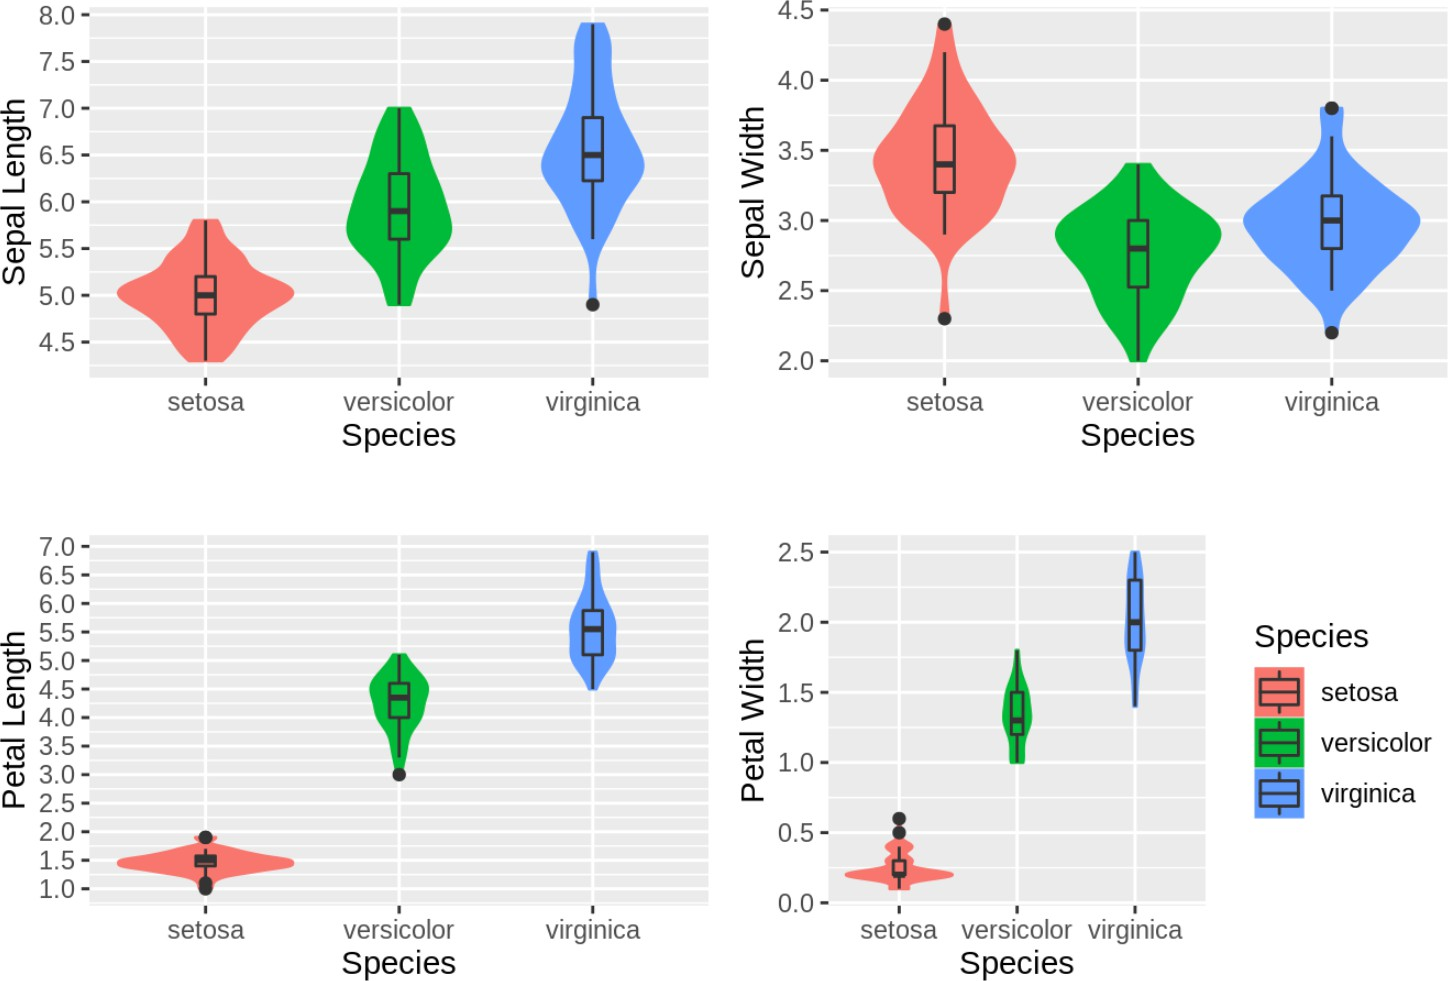 Sepal Length
8.0
7.5
7.0
6.5
6.0
5.5
5.0
4.5
setosa versicolor virginica
Species
Sepal Width
4.5
4.0
3.5
3.0
2.5
2.0
setosa versicolor virginica
Species
Petal Length
7.0
6.5
6.0
5.5
5.0
4.5
4.0
3.5
3.0
2.5
2.0
1.5
1.0
setosa versicolor virginica
Species
Petal Width
2.5
2.0
1.5
1.0
0.5
0.0
setosa versicolor virginica
Species
Species
setosa
versicolor
virginica